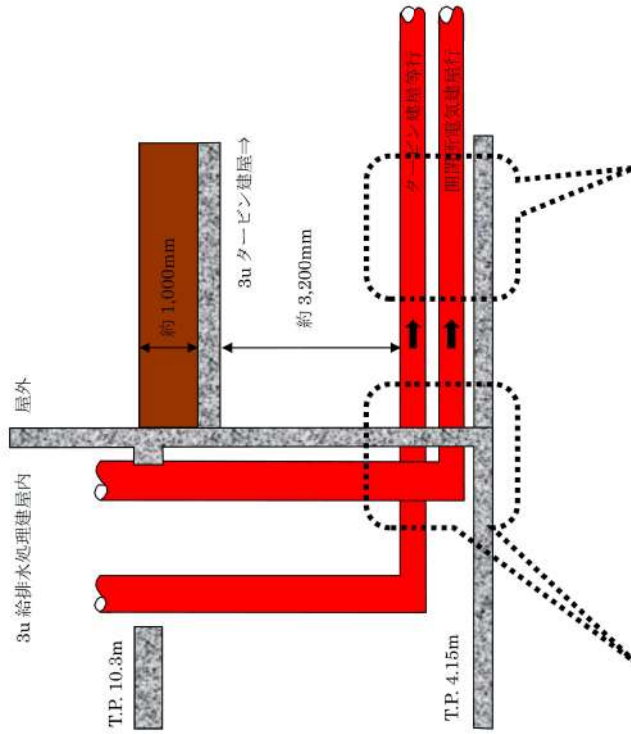 屋外
3u 給排水処理建屋内
約 1,000mm
3u タービン建屋⇒
T.P. 10.3m
約 3,200mm
タービン建屋等行
開閉所電気建屋行
T.P. 4.15m